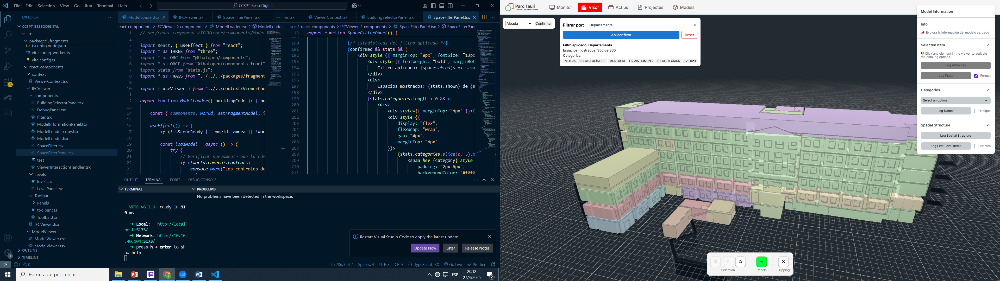 File Edit Selection View Go Run Terminal Help
CCSPT-BessoDigital
EXPLORER
CCSPT-BESSODIGITAL
src
packages \ fragments
tsconfig.node.json
TS vite.config-worker.ts
vite.config.ts
react-components
context
ViewerContext.tsx
IFCViewer
components
BuildingSelectorPanel.tsx
DebugPanel.tsx
filter.tsx
ModelInformationPanel.tsx
ModelLoader copy.tsx
ModelLoader.tsx
SpaceFilter.tsx
SpaceFilterPanel.tsx
test
ViewerInteractionHandler.tsx
Levels
# level.css
LevelPanel.tsx
Toolbar
Panels
# toolbar.css
Toolbar.tsx
IFCViewer.tsx
ModelViewer
# ModelViewer.css
ModelViewer.tsx
OUTLINE
TIMELINE
ModelLoader.tsx IFCViewer.tsx SpaceFilterPanel.tsx
react-components > IFCViewer > components > ModelLoader.tsx > ModelLoader
1 // src/react-components/IFCViewer/components/Model
2
3 import React, { useEffect } from "react";
4 import * as THREE from "three";
5 import * as OBC from "@thatopen/components";
6 import * as OBCF from "@thatopen/components-front"
7 import Stats from "stats.js";
8 import * as FRAGS from "../../../packages/fragment
9
10 import { useViewer } from "../../context/ViewerCon
11
12 export function ModelLoader({ buildingCode }: { bu
13
14 const { components, world, setFragmentModel, i
15
16 useEffect(() => {
17 if (!isSceneReady || !world.camera || !wor
18
19 const loadModel = async () => {
20 try {
21 // Verificar nuevamente que la cám
22 if (!world.camera?.controls) {
23 console.warn("Los controles de
er.tsx ViewerContext.tsx BuildingSelectorPanel.tsx SpaceFilterPanel.tsx
src > react-components > IFCViewer > components > SpaceFilterPanel.tsx > SpaceFilterPanel
13 export function SpaceFilterPanel() {
189
190 {/* Estadísticas del filtro aplicado */}
191 {confirmed && stats && (
192 <div style={{ marginTop: "8px", fontSize: "13px
193 <div style={{ fontWeight: "bold", marginBot
194 Filtro aplicado: {spaces.find(s => s.va
195 </div>
196 <div>
197 Espacios mostrados: {stats.shown} de {s
198 </div>
199 {stats.categories.length > 0 && (
200 <div>
201 <div style={{ marginTop: "4px" }}>C
202 <div style={{
203 display: "flex",
204 flexWrap: "wrap",
205 gap: "4px",
206 marginTop: "4px"
207 }}>
208 {stats.categories.slice(0, 5).m
209 <span key={category} style=
210 padding: "2px 6px",
211 backgroundColor: "#f0f0
OUTPUT TERMINAL PORTS DEBUG CONSOLE
TERMINAL
VITE v6.2.6 ready in 91
9 ms
➜ Local: http://local
host:5173/
➜ Network: http://10.10
.40.104:5173/
➜ press h + enter to sh
ow help
PROBLEMS
No problems have been detected in the workspace.
Restart Visual Studio Code to apply the latest update.
Update Now Later Release Notes
0 0 Ln 236, Col 2 Spaces: 4 UTF-8 CRLF {} TypeScript JSX Go Live Prettier
Escriu aquí per cercar
ESP
20:12
27/4/2025
2
Parc Taulí
Monitor Visor Actius Projectes Models
Albada Confirmar
Filtrar por: Departaments
Aplicar filtro Reset
Filtro aplicado: Departaments
Espacios mostrados: 356 de 360
Categorías:
NETEJA ESPAIS LOGÍSTICS MORTUORI ESPAIS COMUNS ESPAIS TÈCNICS +26 más
Model Information
Info
📌 Explora la información del modelo cargado
Selected Item
💡 Click any element in the viewer to activate
the data log options.
Log Attributes
Log Psets Format
Categories
Select an option...
Log Names Unique
Spatial Structure
Log Spatial Structure
Log First Level Items Names
Selection Panels Clipping